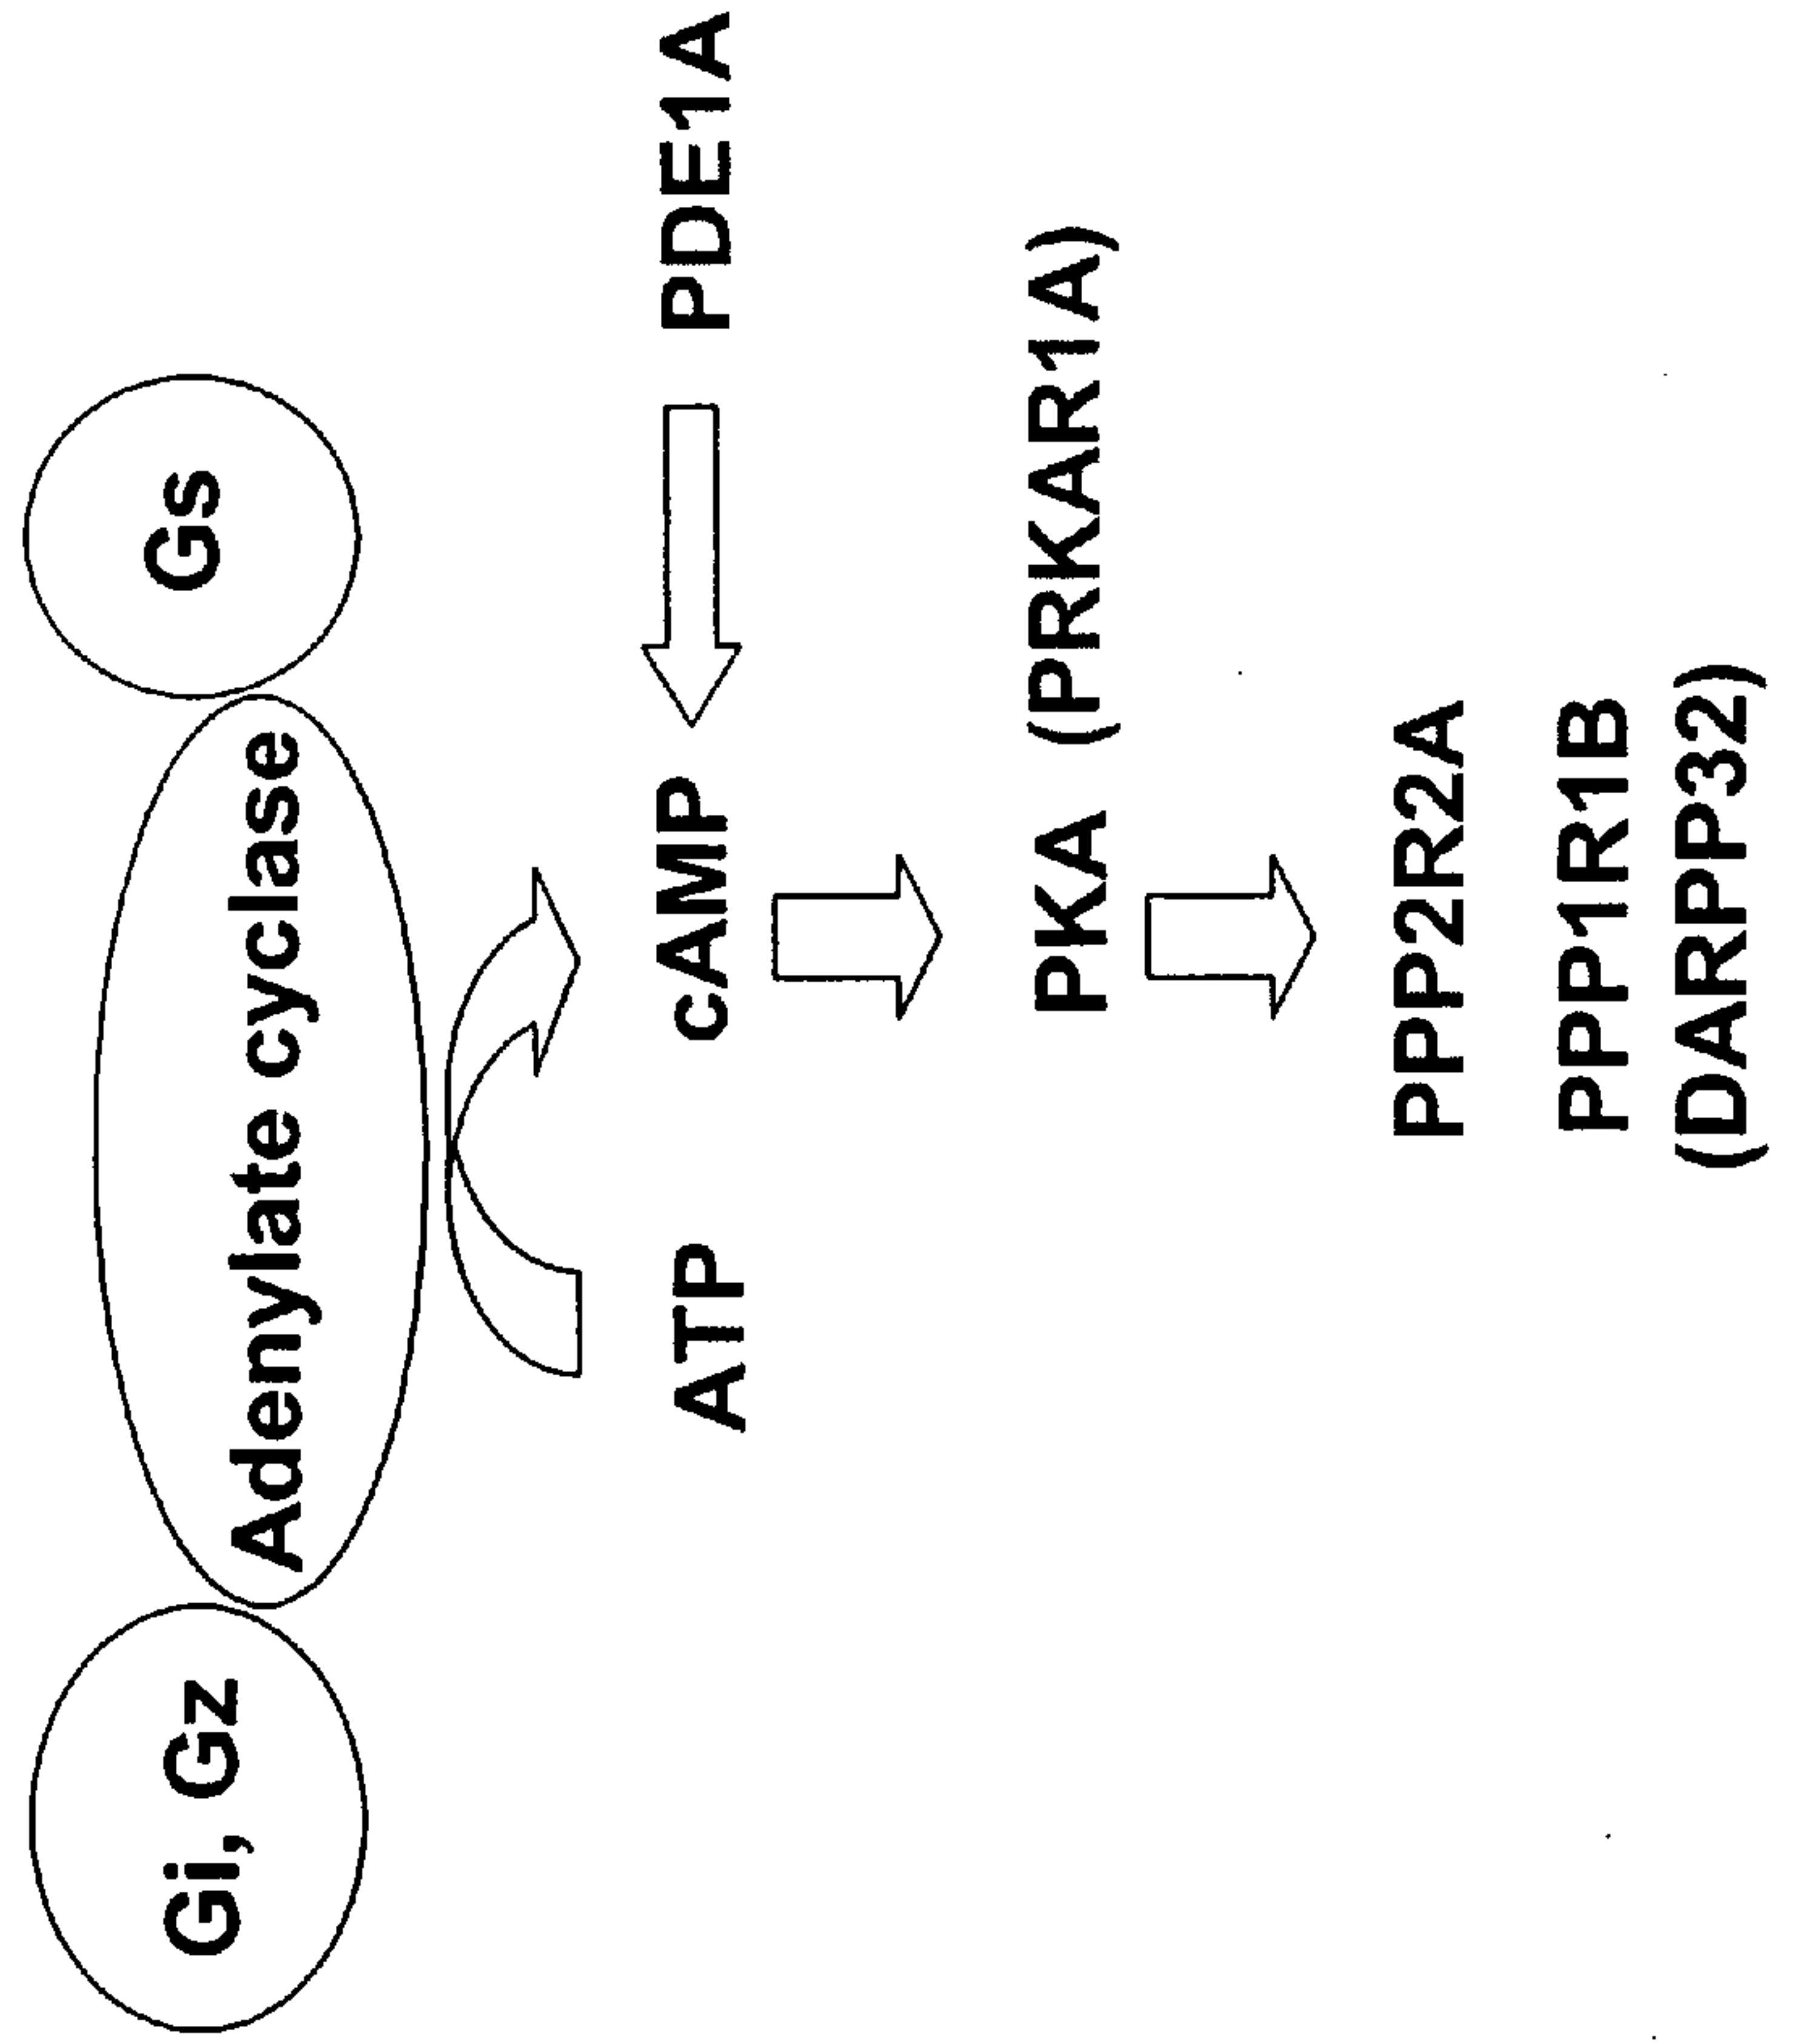 Gi, Gz
Adenylate cyclase
Gs
ATP
cAMP
PDE1A
PKA (PRKAR1A)
PPP2R2A
PPP1R1B
(DARPP32)